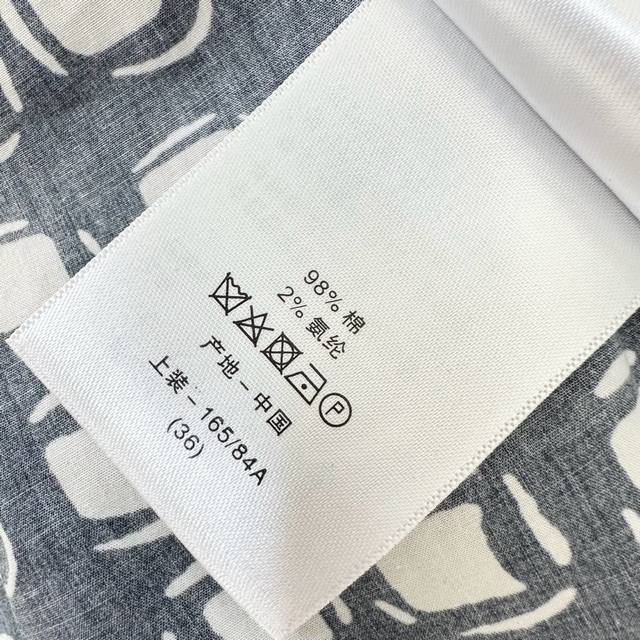 98% 棉
2% 氨纶
P
产地－中国
上装－165/84A
(36)